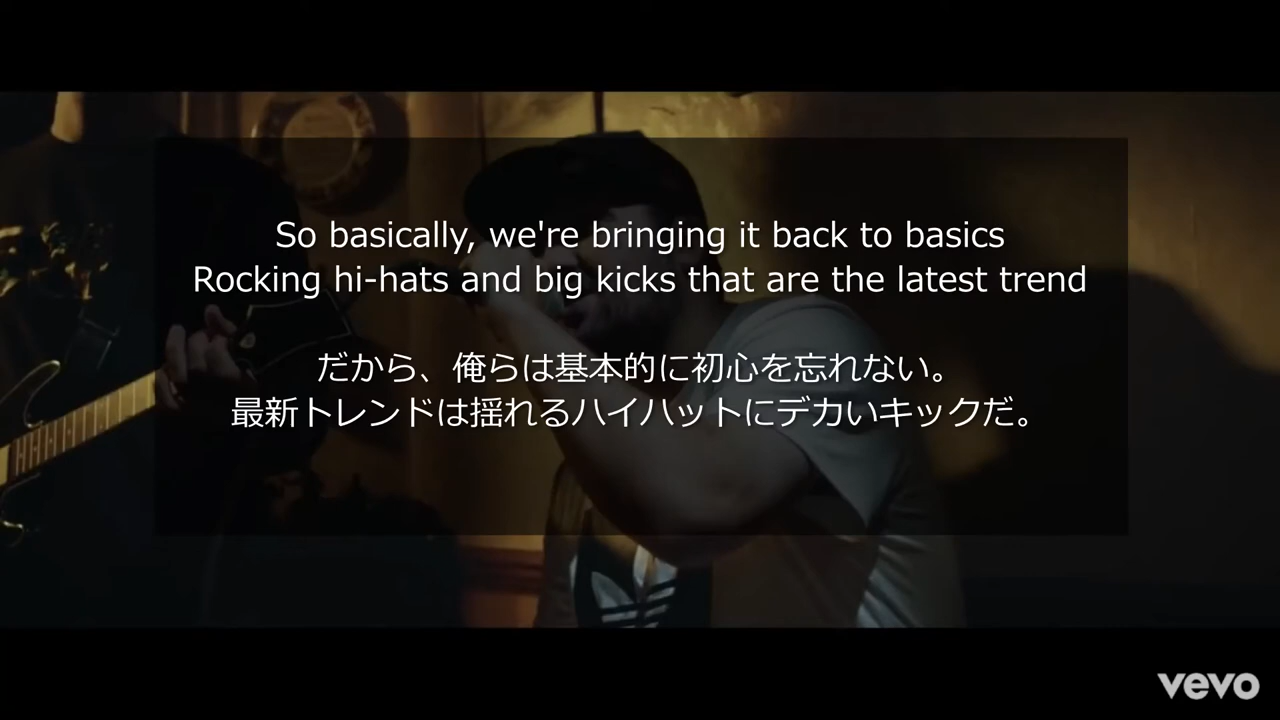 So basically, we're bringing it back to basics
Rocking hi-hats and big kicks that are the latest trend
だから、俺らは基本的に初心を忘れない。
最新トレンドは揺れるハイハットにデカいキックだ。
vevo